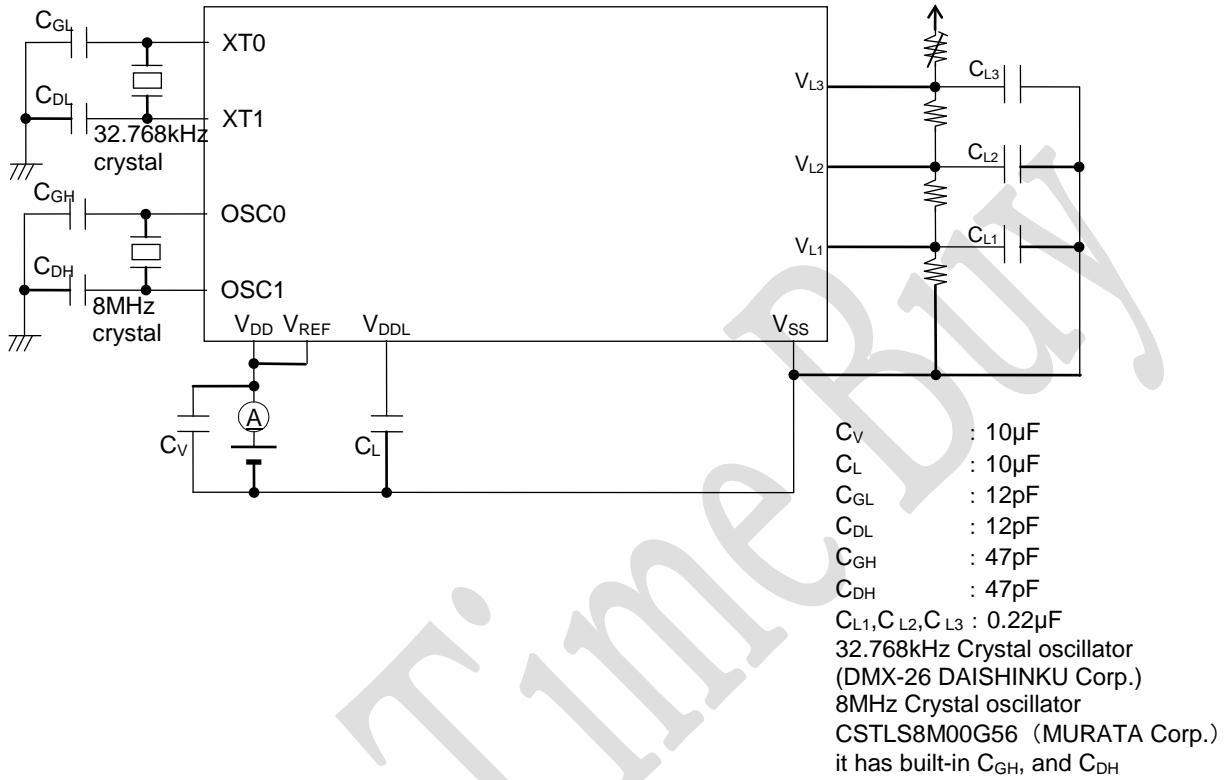 CGL
XT0
CDL
XT1
32.768kHz
crystal
CGH
OSC0
CDH
OSC1
8MHz
crystal
VDD VREF VDDL VSS
A
CV
CL
VL3
CL3
VL2
CL2
VL1
CL1
CV : 10µF
CL : 10µF
CGL : 12pF
CDL : 12pF
CGH : 47pF
CDH : 47pF
CL1,C L2,C L3 : 0.22µF
32.768kHz Crystal oscillator
(DMX-26 DAISHINKU Corp.)
8MHz Crystal oscillator
CSTLS8M00G56（MURATA Corp.）
it has built-in CGH, and CDH
Time Buy